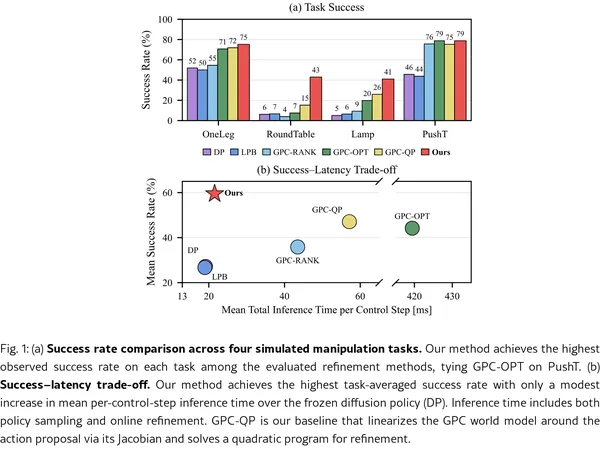 (a) Task Success
Success Rate (%)
100
80
60
40
20
0
52 50 55 71 72 75
6 7 4 7 15 43
5 6 9 20 26 41
46 44 76 79 75 79
OneLeg RoundTable Lamp PushT
DP LPB GPC-RANK GPC-OPT GPC-QP Ours
(b) Success–Latency Trade-off
Mean Success Rate (%)
60
40
20
Ours
GPC-QP
GPC-OPT
GPC-RANK
DP
LPB
13 20 40 60 420 430
Mean Total Inference Time per Control Step [ms]
Fig. 1: (a) Success rate comparison across four simulated manipulation tasks. Our method achieves the highest
observed success rate on each task among the evaluated refinement methods, tying GPC-OPT on PushT. (b)
Success–latency trade-off. Our method achieves the highest task-averaged success rate with only a modest
increase in mean per-control-step inference time over the frozen diffusion policy (DP). Inference time includes both
policy sampling and online refinement. GPC-QP is our baseline that linearizes the GPC world model around the
action proposal via its Jacobian and solves a quadratic program for refinement.